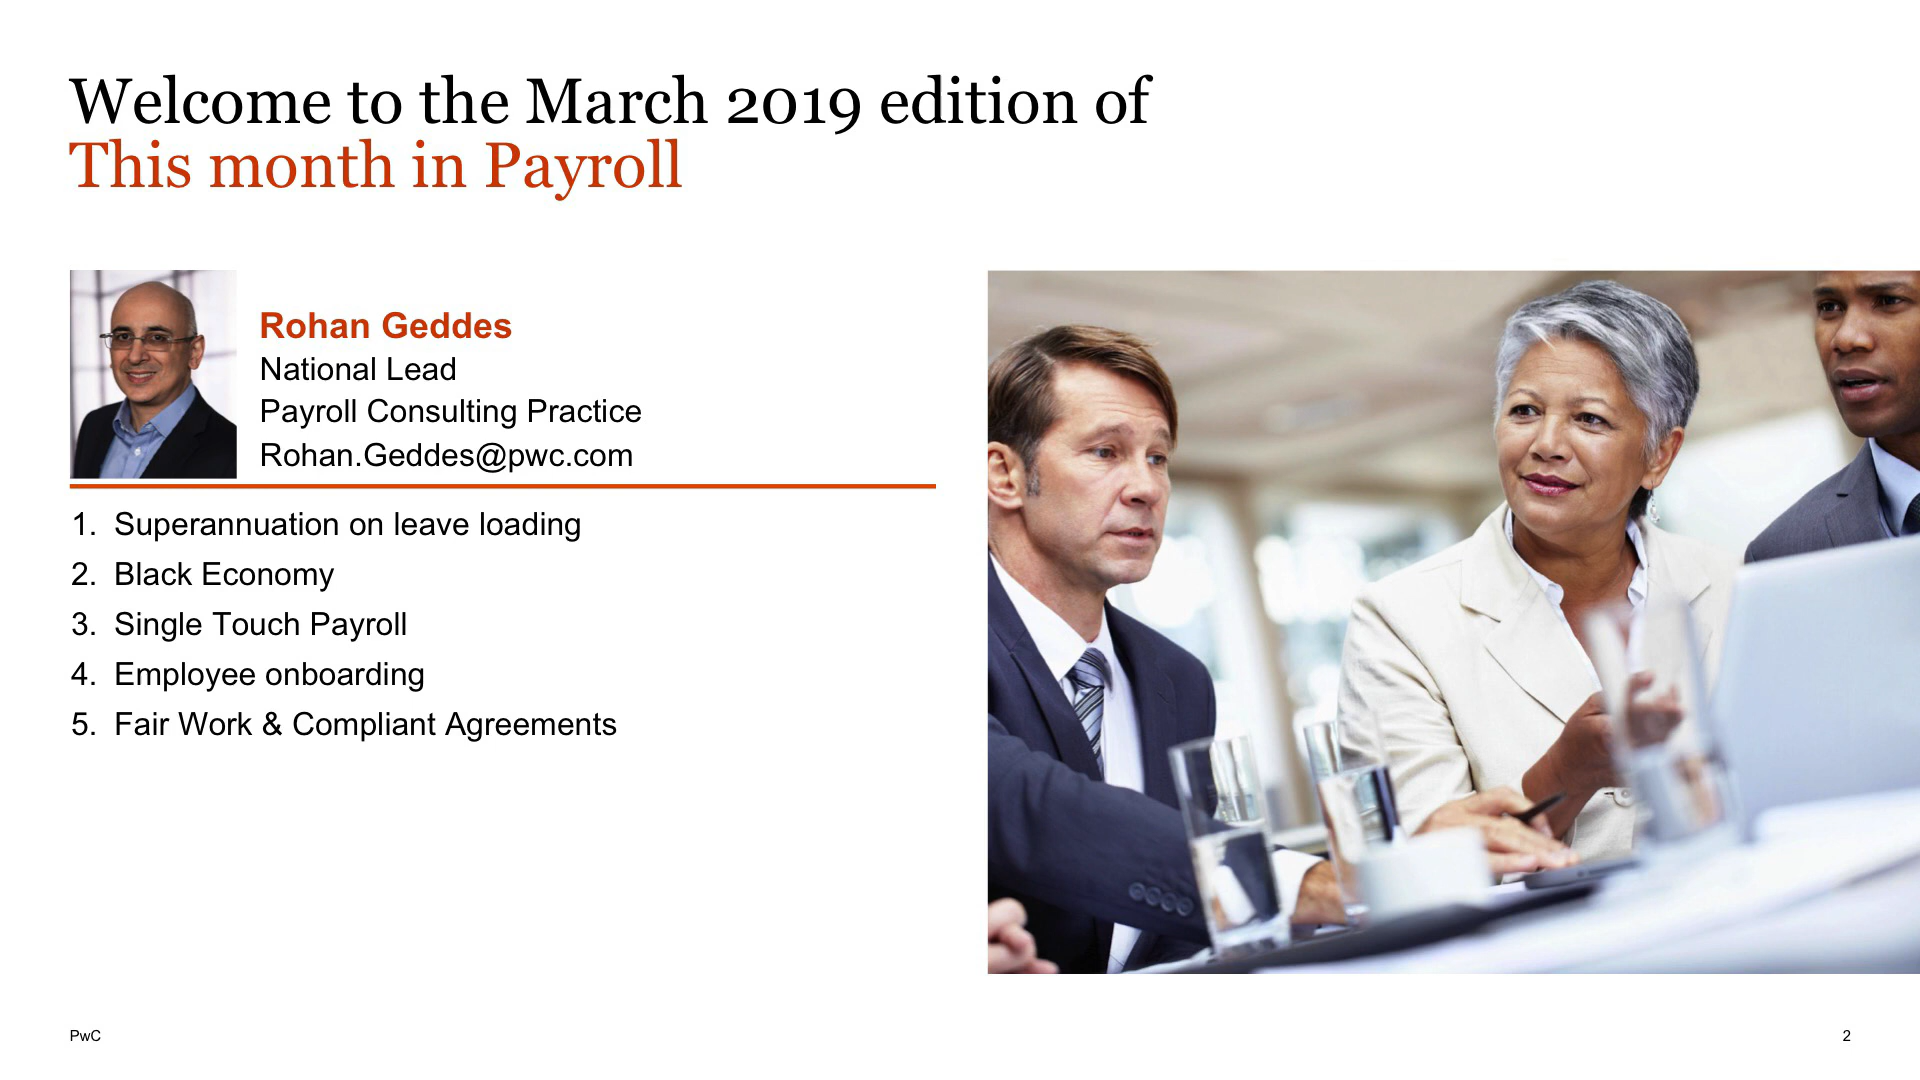 Welcome to the March 2019 edition of
This month in Payroll
Rohan Geddes
National Lead
Payroll Consulting Practice
Rohan.Geddes@pwc.com
1. Superannuation on leave loading
2. Black Economy
3. Single Touch Payroll
4. Employee onboarding
5. Fair Work & Compliant Agreements
PwC
2